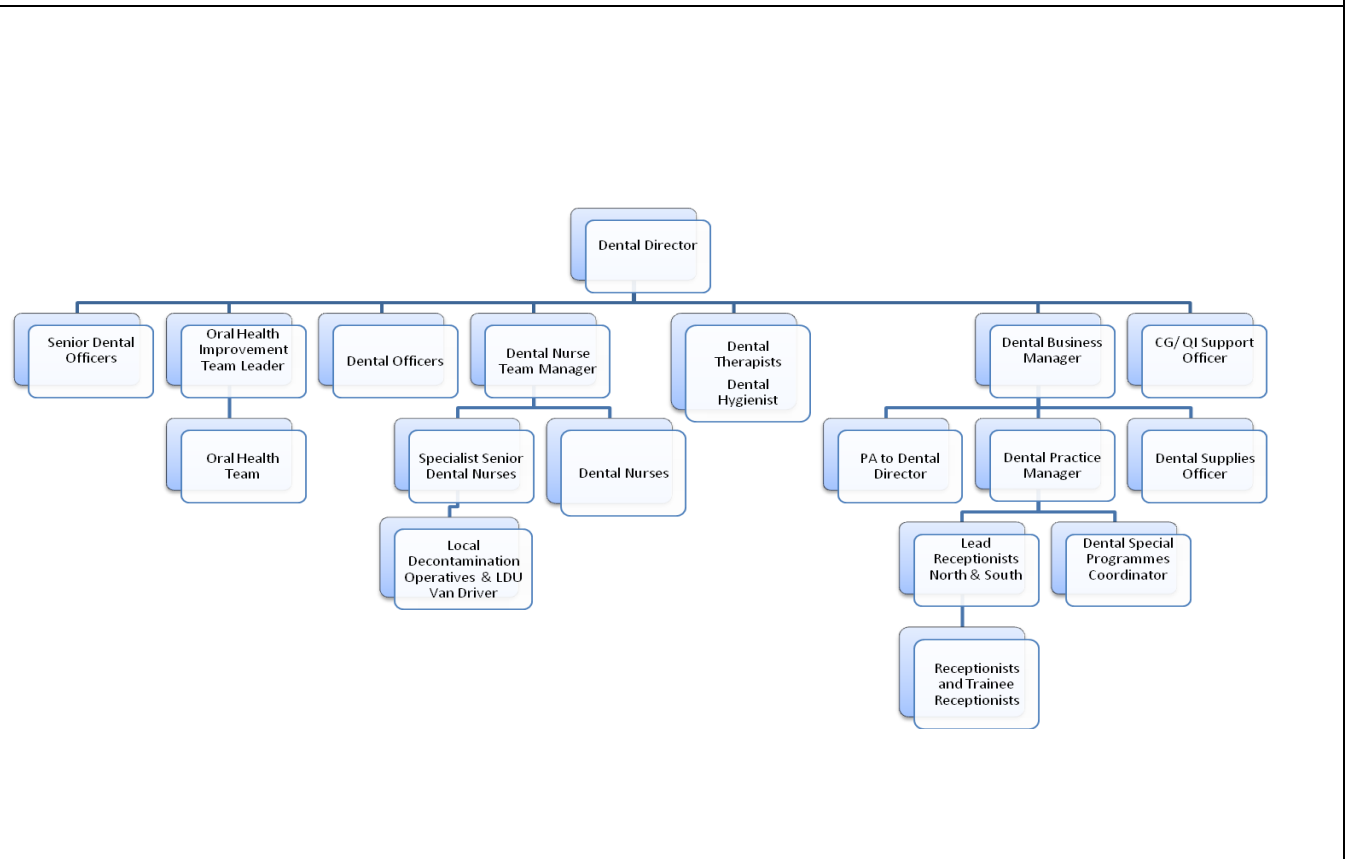 Dental Director
Senior Dental
Officers
Oral Health
Improvement
Team Leader
Dental Officers
Dental Nurse
Team Manager
Dental
Therapists
Dental
Hygienist
Dental Business
Manager
CG/ QI Support
Officer
Oral Health
Team
Specialist Senior
Dental Nurses
Dental Nurses
PA to Dental
Director
Dental Practice
Manager
Dental Supplies
Officer
Local
Decontamination
Operatives & LDU
Van Driver
Lead
Receptionists
North & South
Dental Special
Programmes
Coordinator
Receptionists
and Trainee
Receptionists